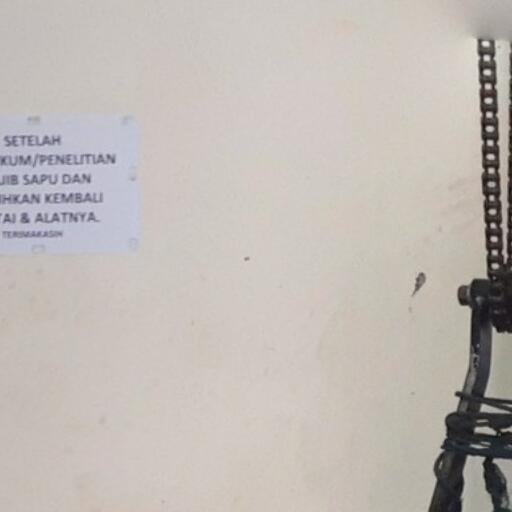 SETELAH
KUM/PENELITIAN
JIB SAPU DAN
IHKAN KEMBALI
TAI & ALATNYA.
TERIMAKASIH